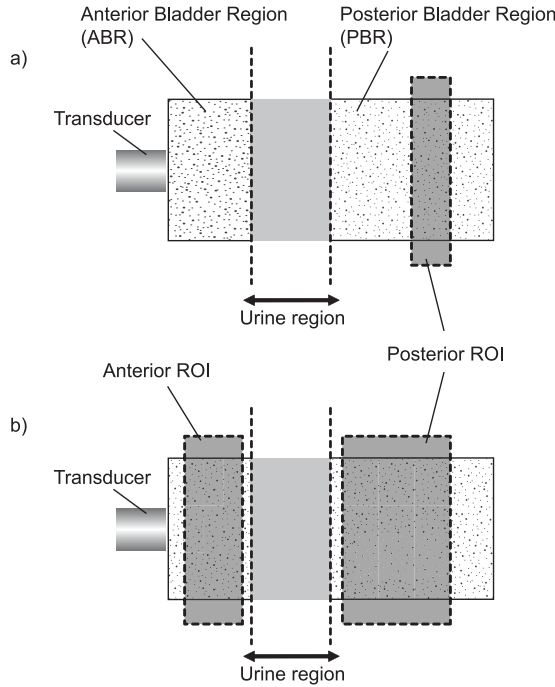 a)
Anterior Bladder Region
(ABR)
Posterior Bladder Region
(PBR)
Transducer
Urine region
Posterior ROI
Anterior ROI
b)
Transducer
Urine region